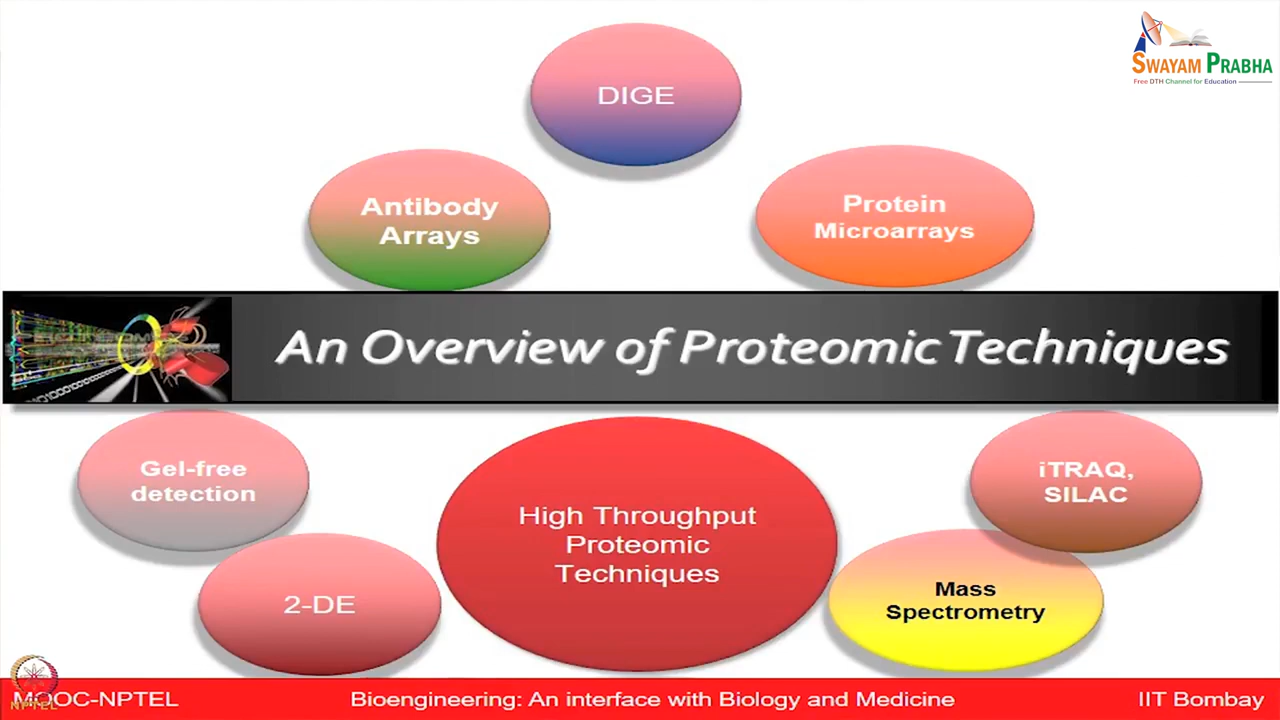 SWAYAM PRABHA
Free DTH Channel for Education
DIGE
Antibody
Arrays
Protein
Microarrays
An Overview of Proteomic Techniques
Gel-free
detection
iTRAQ,
SILAC
High Throughput
Proteomic
Techniques
2-DE
Mass
Spectrometry
MOOC-NPTEL
Bioengineering: An interface with Biology and Medicine
IIT Bombay
NPTEL